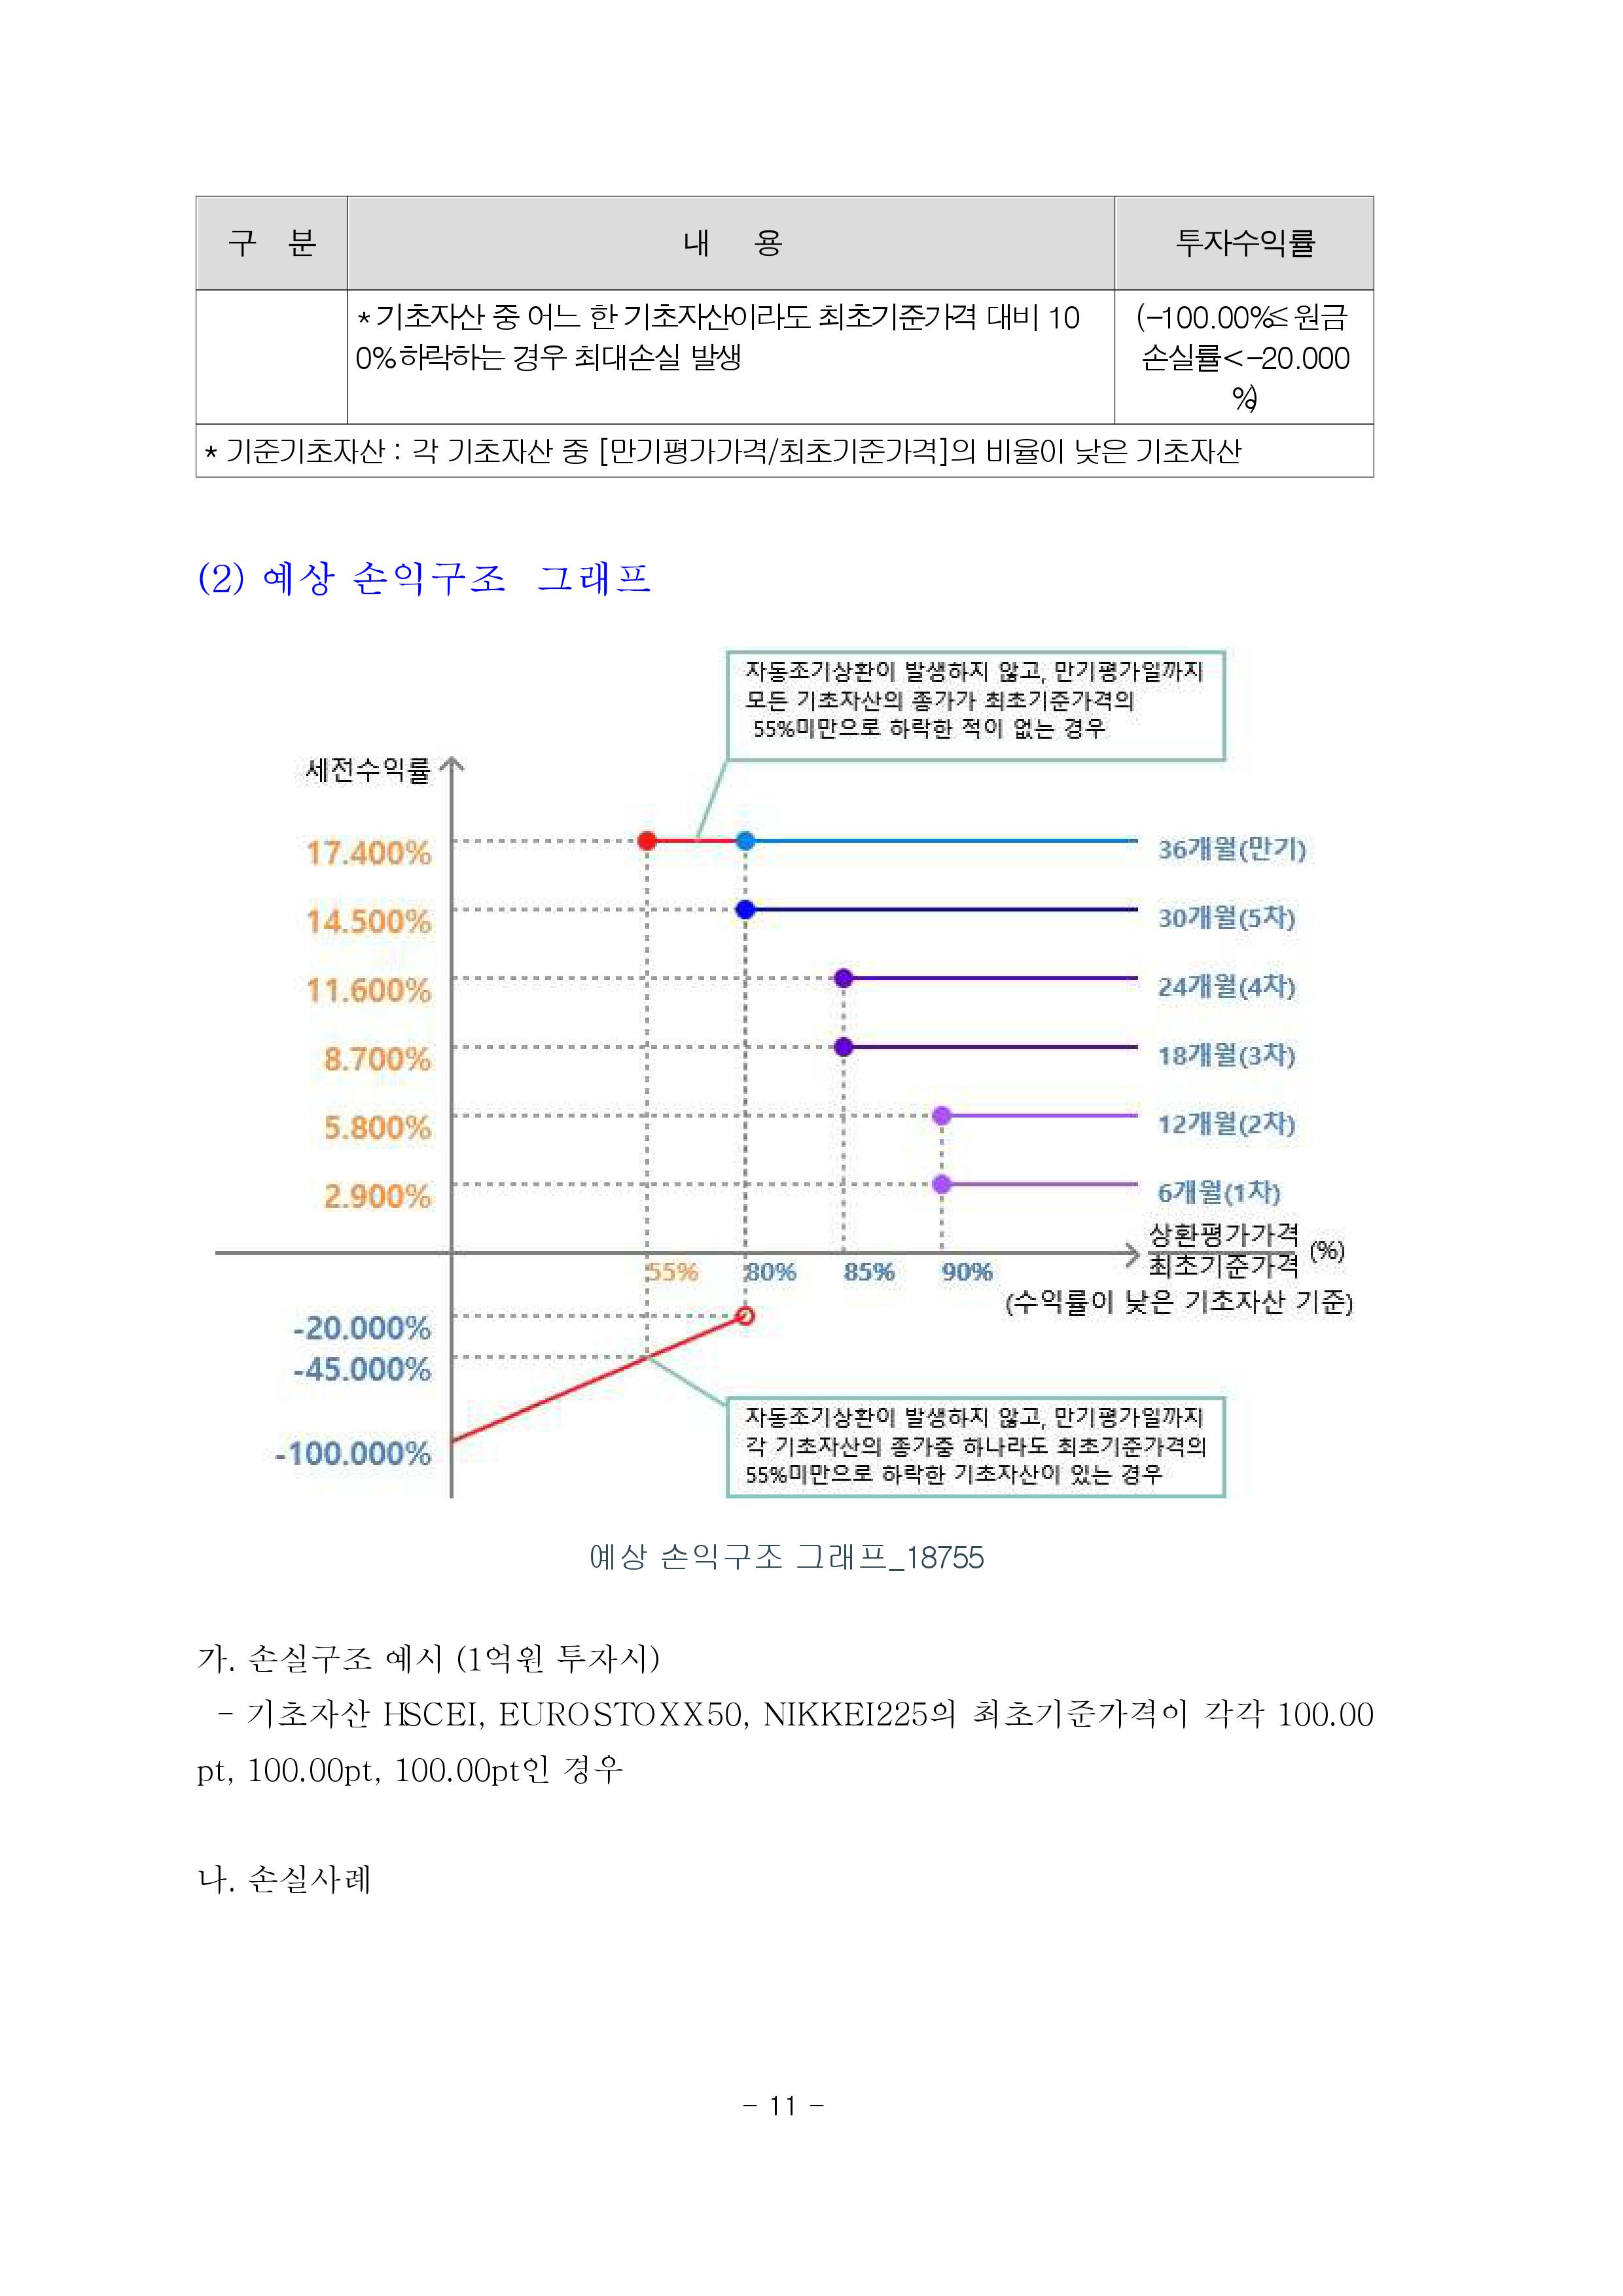 구 분 내 용 투자수익률
* 기초자산 중 어느 한 기초자산이라도 최초기준가격 대비 10
0% 하락하는 경우 최대손실 발생
(-100.00%≤원금
손실률<-20.000
%)
* 기준기초자산 : 각 기초자산 중 [만기평가가격/최초기준가격]의 비율이 낮은 기초자산
(2) 예상 손익구조 그래프
자동조기상환이 발생하지 않고, 만기평가일까지
모든 기초자산의 종가가 최초기준가격의
55%미만으로 하락한 적이 없는 경우
세전수익률
17.400% 36개월(만기)
14.500% 30개월(5차)
11.600% 24개월(4차)
8.700% 18개월(3차)
5.800% 12개월(2차)
2.900% 6개월(1차)
상환평가가격
최초기준가격 (%)
55% 80% 85% 90%
(수익률이 낮은 기초자산 기준)
-20.000%
-45.000%
-100.000%
자동조기상환이 발생하지 않고, 만기평가일까지
각 기초자산의 종가중 하나라도 최초기준가격의
55%미만으로 하락한 기초자산이 있는 경우
예상 손익구조 그래프_18755
가. 손실구조 예시 (1억원 투자시)
- 기초자산 HSCEI, EUROSTOXX50, NIKKEI225의 최초기준가격이 각각 100.00
pt, 100.00pt, 100.00pt인 경우
나. 손실사례
- 11 -